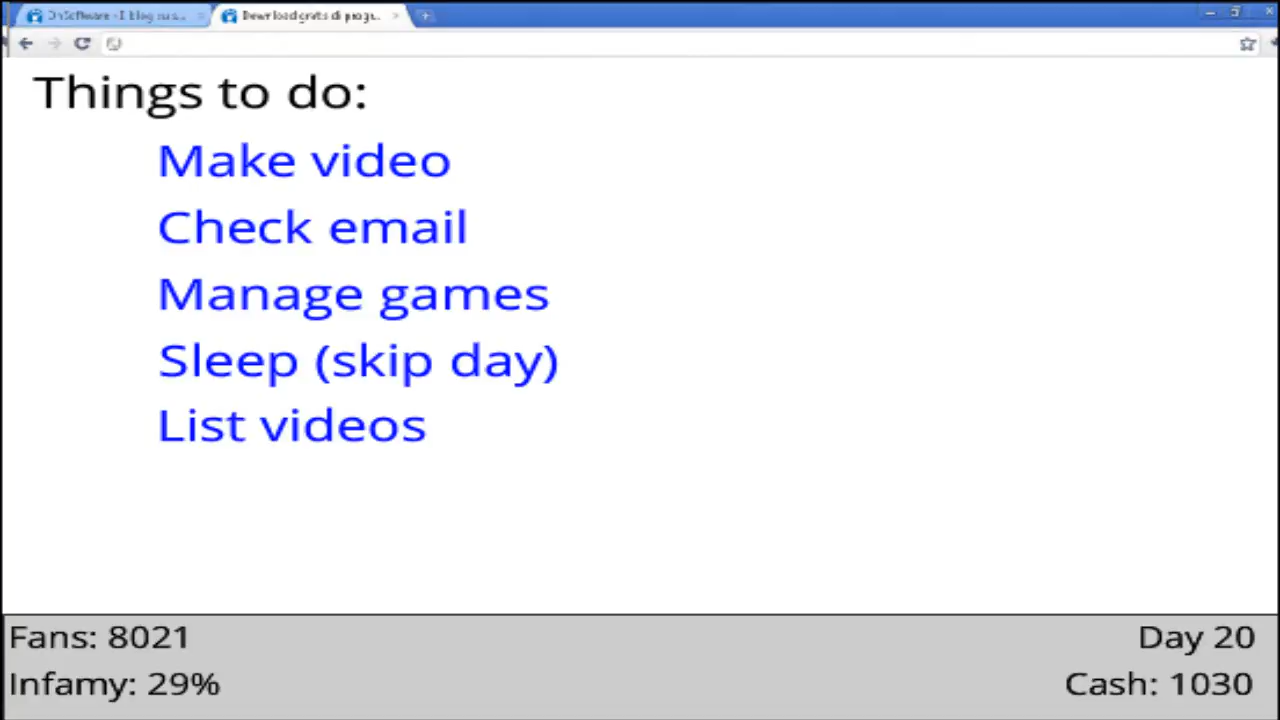 Things to do:
Make video
Check email
Manage games
Sleep (skip day)
List videos
Fans: 8021
Day 20
Infamy: 29%
Cash: 1030